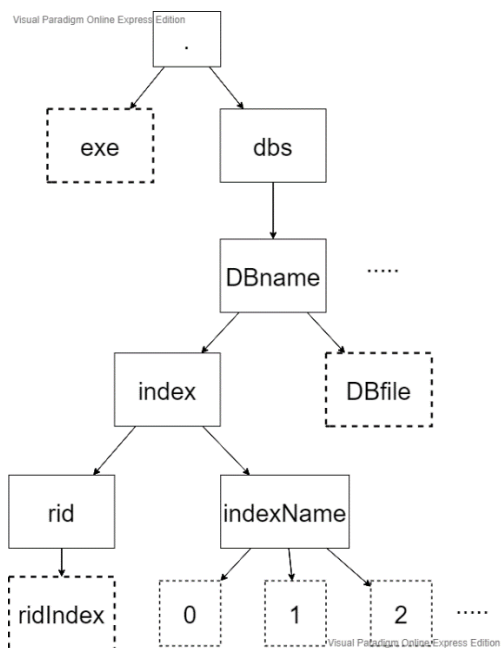 Visual Paradigm Online Express Edition
.
exe
dbs
DBname
.....
index
DBfile
rid
indexName
ridIndex
0
1
2
.....
Visual Paradigm Online Express Edition